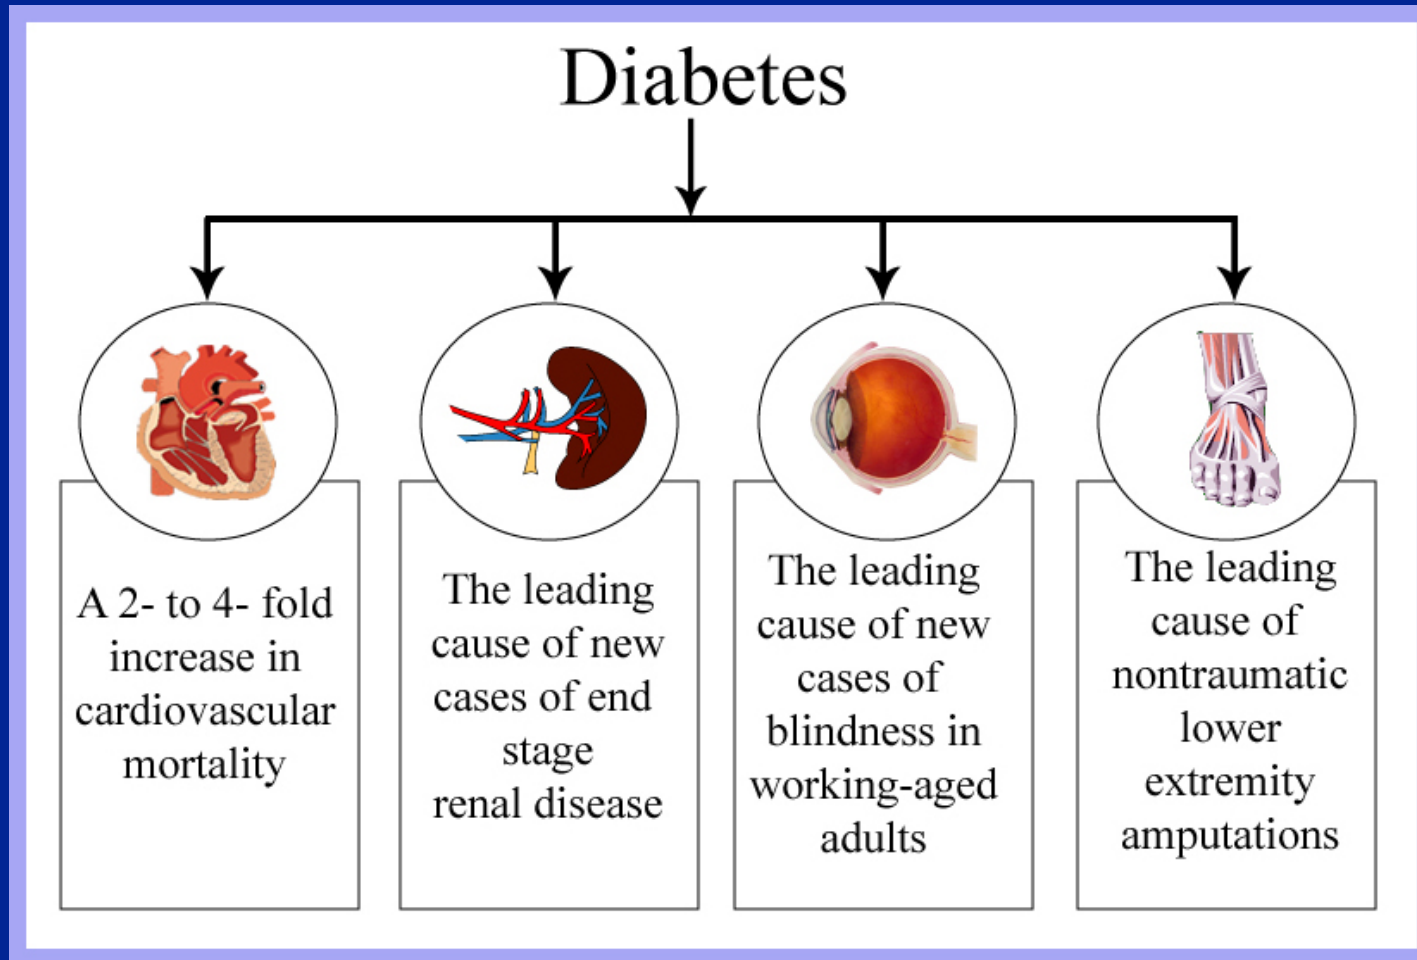 Diabetes
A 2- to 4- fold
increase in
cardiovascular
mortality
The leading
cause of new
cases of end
stage
renal disease
The leading
cause of new
cases of
blindness in
working-aged
adults
The leading
cause of
nontraumatic
lower
extremity
amputations